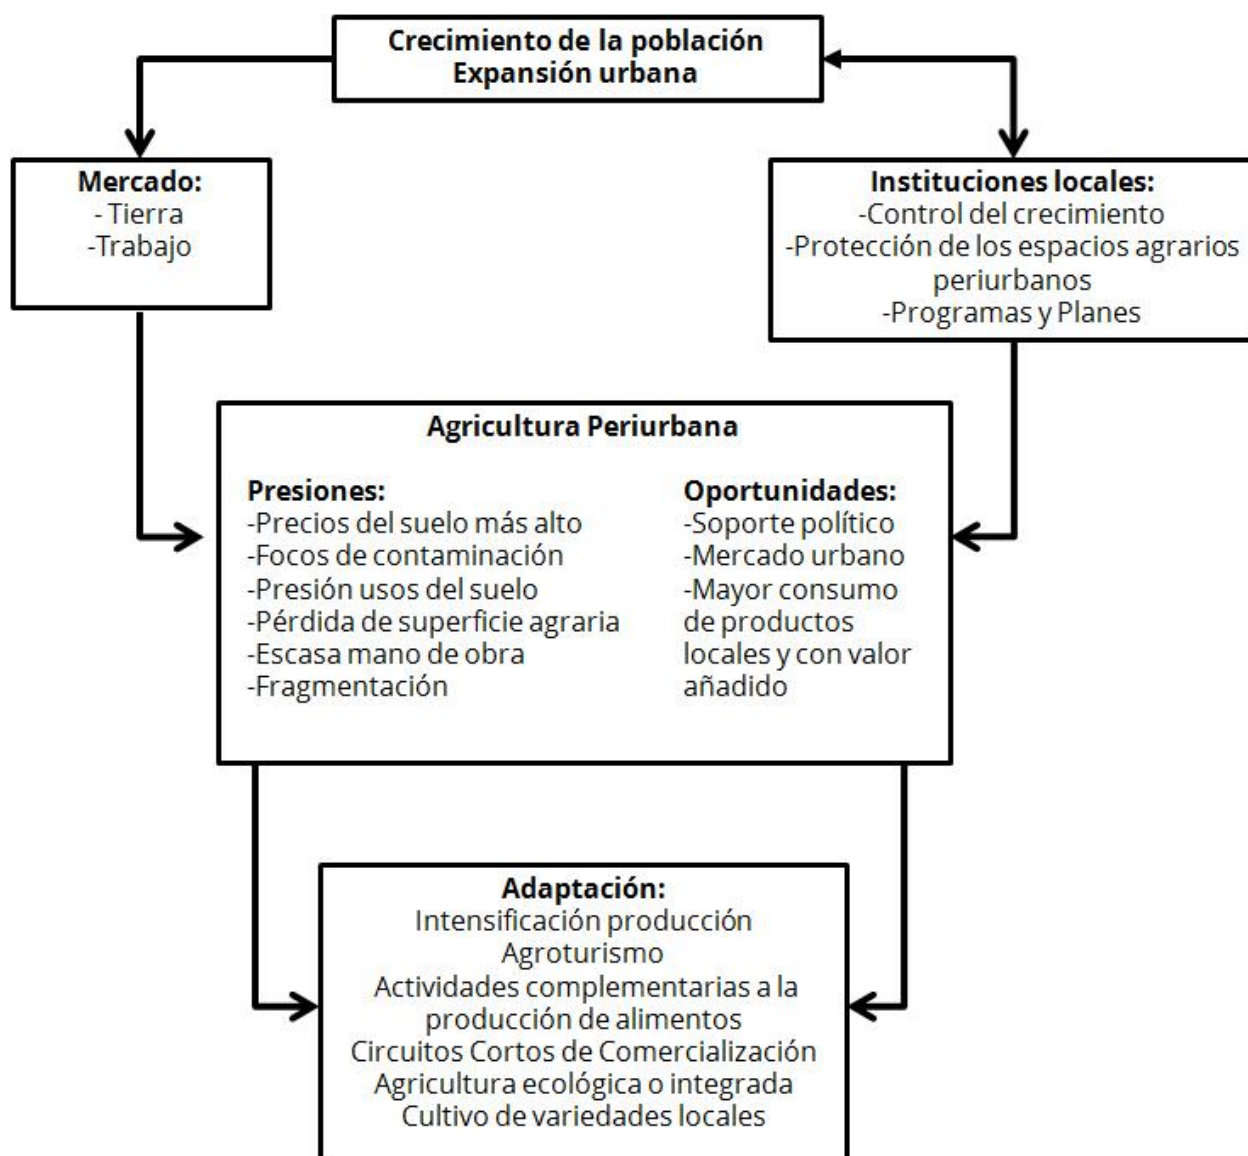 Crecimiento de la población
Expansión urbana
Mercado:
- Tierra
-Trabajo
Instituciones locales:
-Control del crecimiento
-Protección de los espacios agrarios
periurbanos
-Programas y Planes
Agricultura Periurbana
Presiones:
-Precios del suelo más alto
-Focos de contaminación
-Presión usos del suelo
-Pérdida de superficie agraria
-Escasa mano de obra
-Fragmentación
Oportunidades:
-Soporte político
-Mercado urbano
-Mayor consumo
de productos
locales y con valor
añadido
Adaptación:
Intensificación producción
Agroturismo
Actividades complementarias a la
producción de alimentos
Circuitos Cortos de Comercialización
Agricultura ecológica o integrada
Cultivo de variedades locales